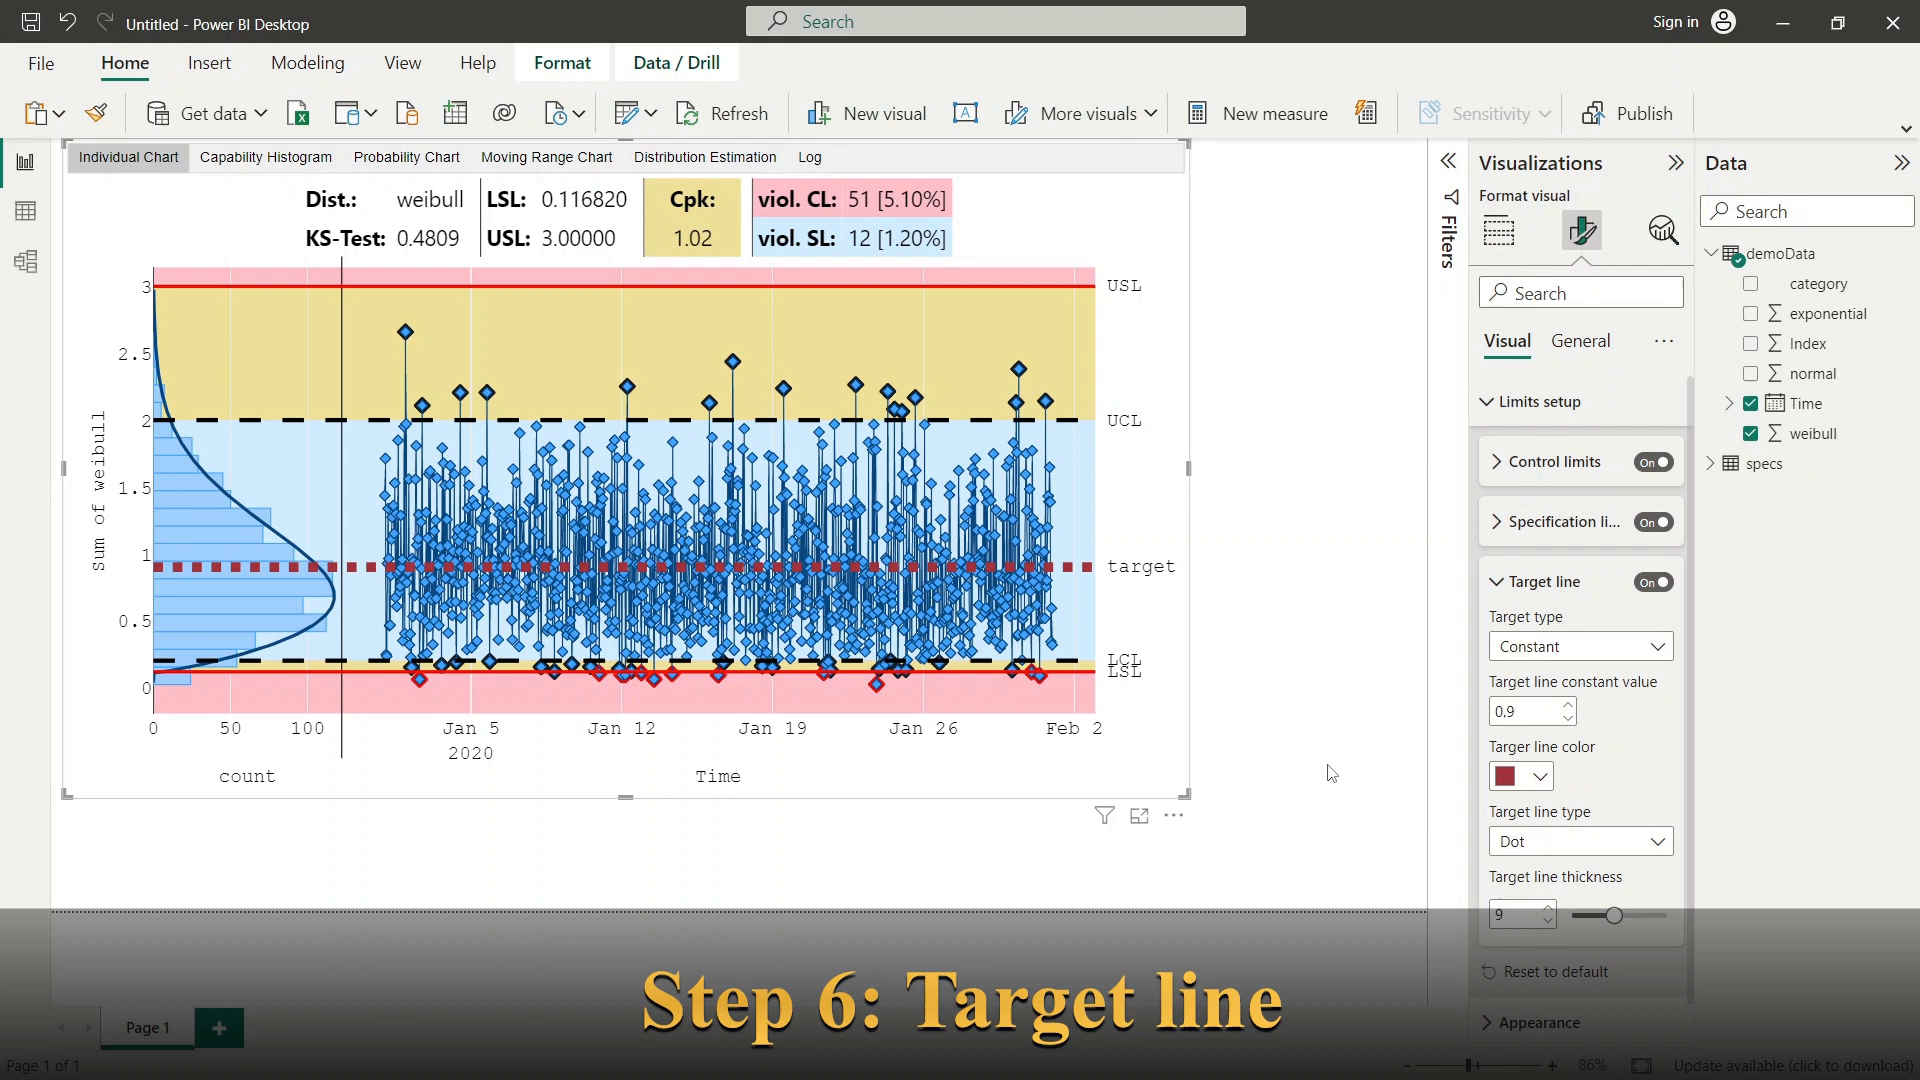 Untitled - Power BI Desktop
Search
Sign in
File
Home
Insert
Modeling
View
Help
Format
Data / Drill
Get data
Refresh
New visual
More visuals
New measure
Sensitivity
Publish
Individual Chart
Capability Histogram
Probability Chart
Moving Range Chart
Distribution Estimation
Log
Dist.: weibull LSL: 0.116820 Cpk: viol. CL: 51 [5.10%]
KS-Test: 0.4809 USL: 3.00000 1.02 viol. SL: 12 [1.20%]
3
2.5
2
1.5
1
0.5
0
Sum of weibull
USL
UCL
target
LCL
LSL
0 50 100
count
Jan 5 Jan 12 Jan 19 Jan 26 Feb 2
2020
Time
Filters
Visualizations
Format visual
Search
Visual
General
Limits setup
Control limits On
Specification li... On
Target line On
Target type
Constant
Target line constant value
0.9
Targer line color
Target line type
Dot
Target line thickness
9
Reset to default
Appearance
Data
Search
demoData
category
exponential
Index
normal
Time
weibull
specs
Step 6: Target line
Page 1
Page 1 of 1
86%
Update available (click to download)